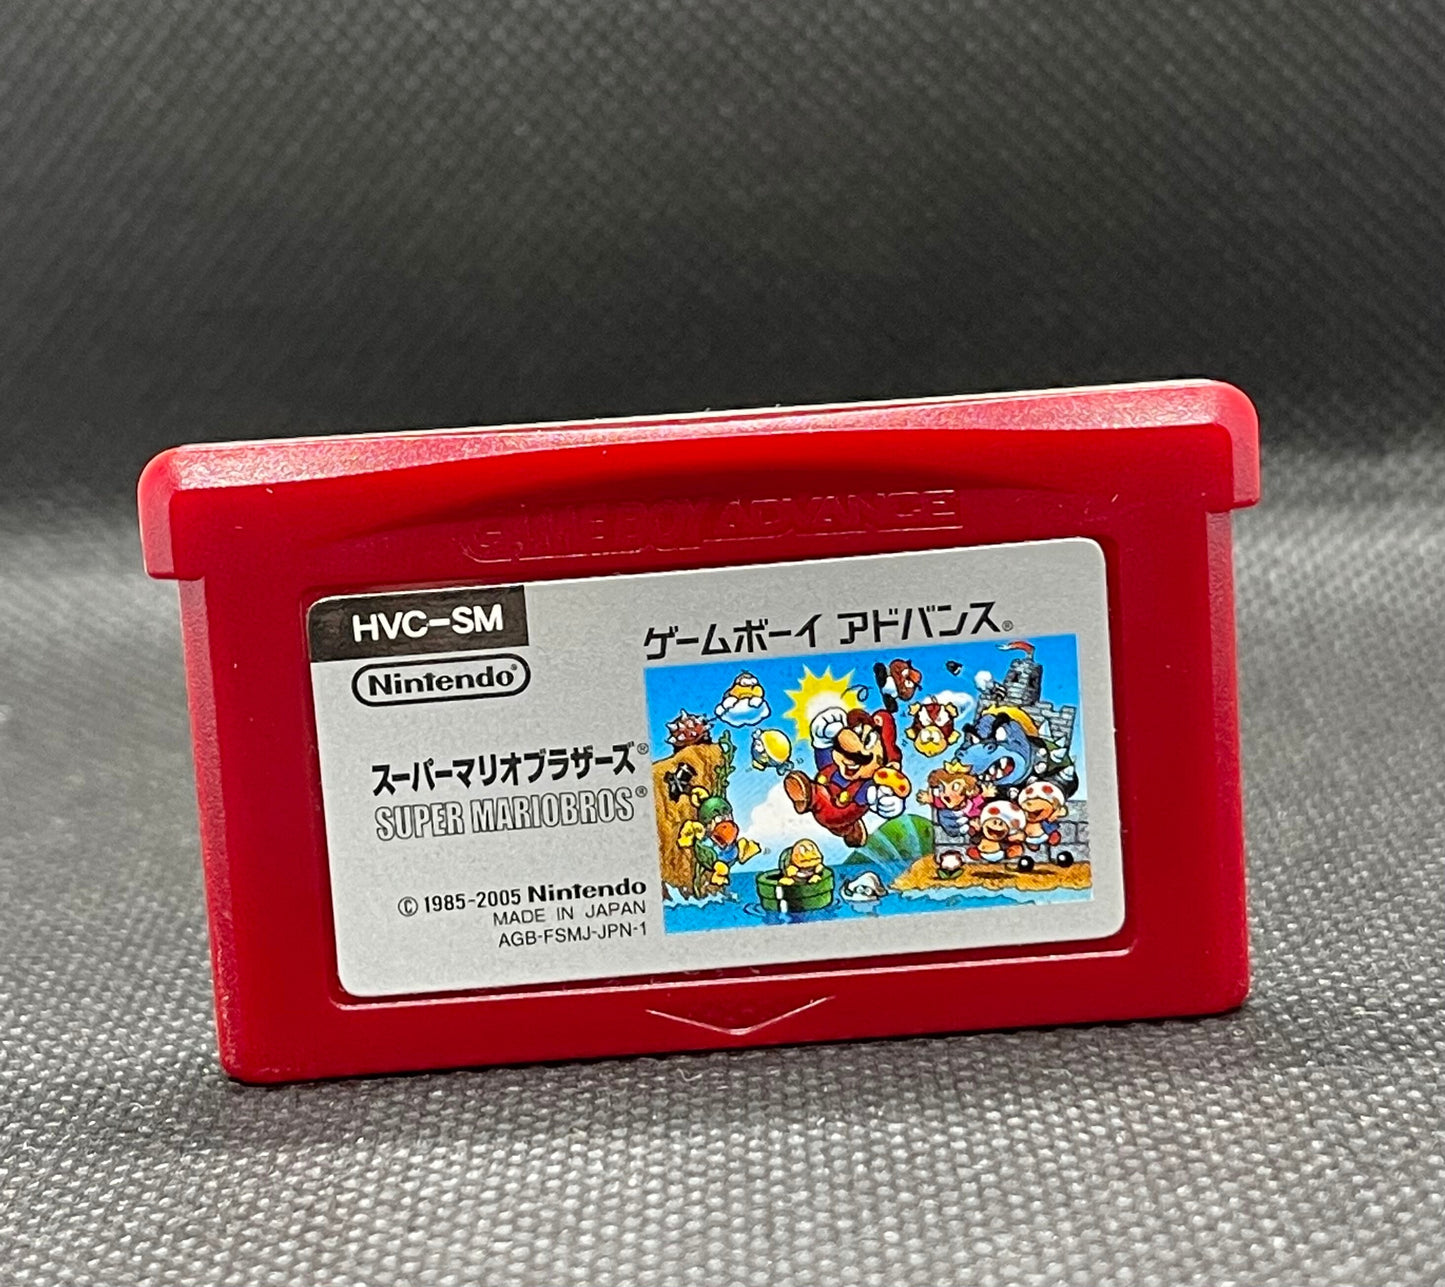 GAME BOY ADVANCE
HVC-SM
Nintendo®
ゲームボーイ アドバンス®
スーパーマリオブラザーズ®
SUPER MARIOBROS®
© 1985-2005 Nintendo
MADE IN JAPAN
AGB-FSMJ-JPN-1